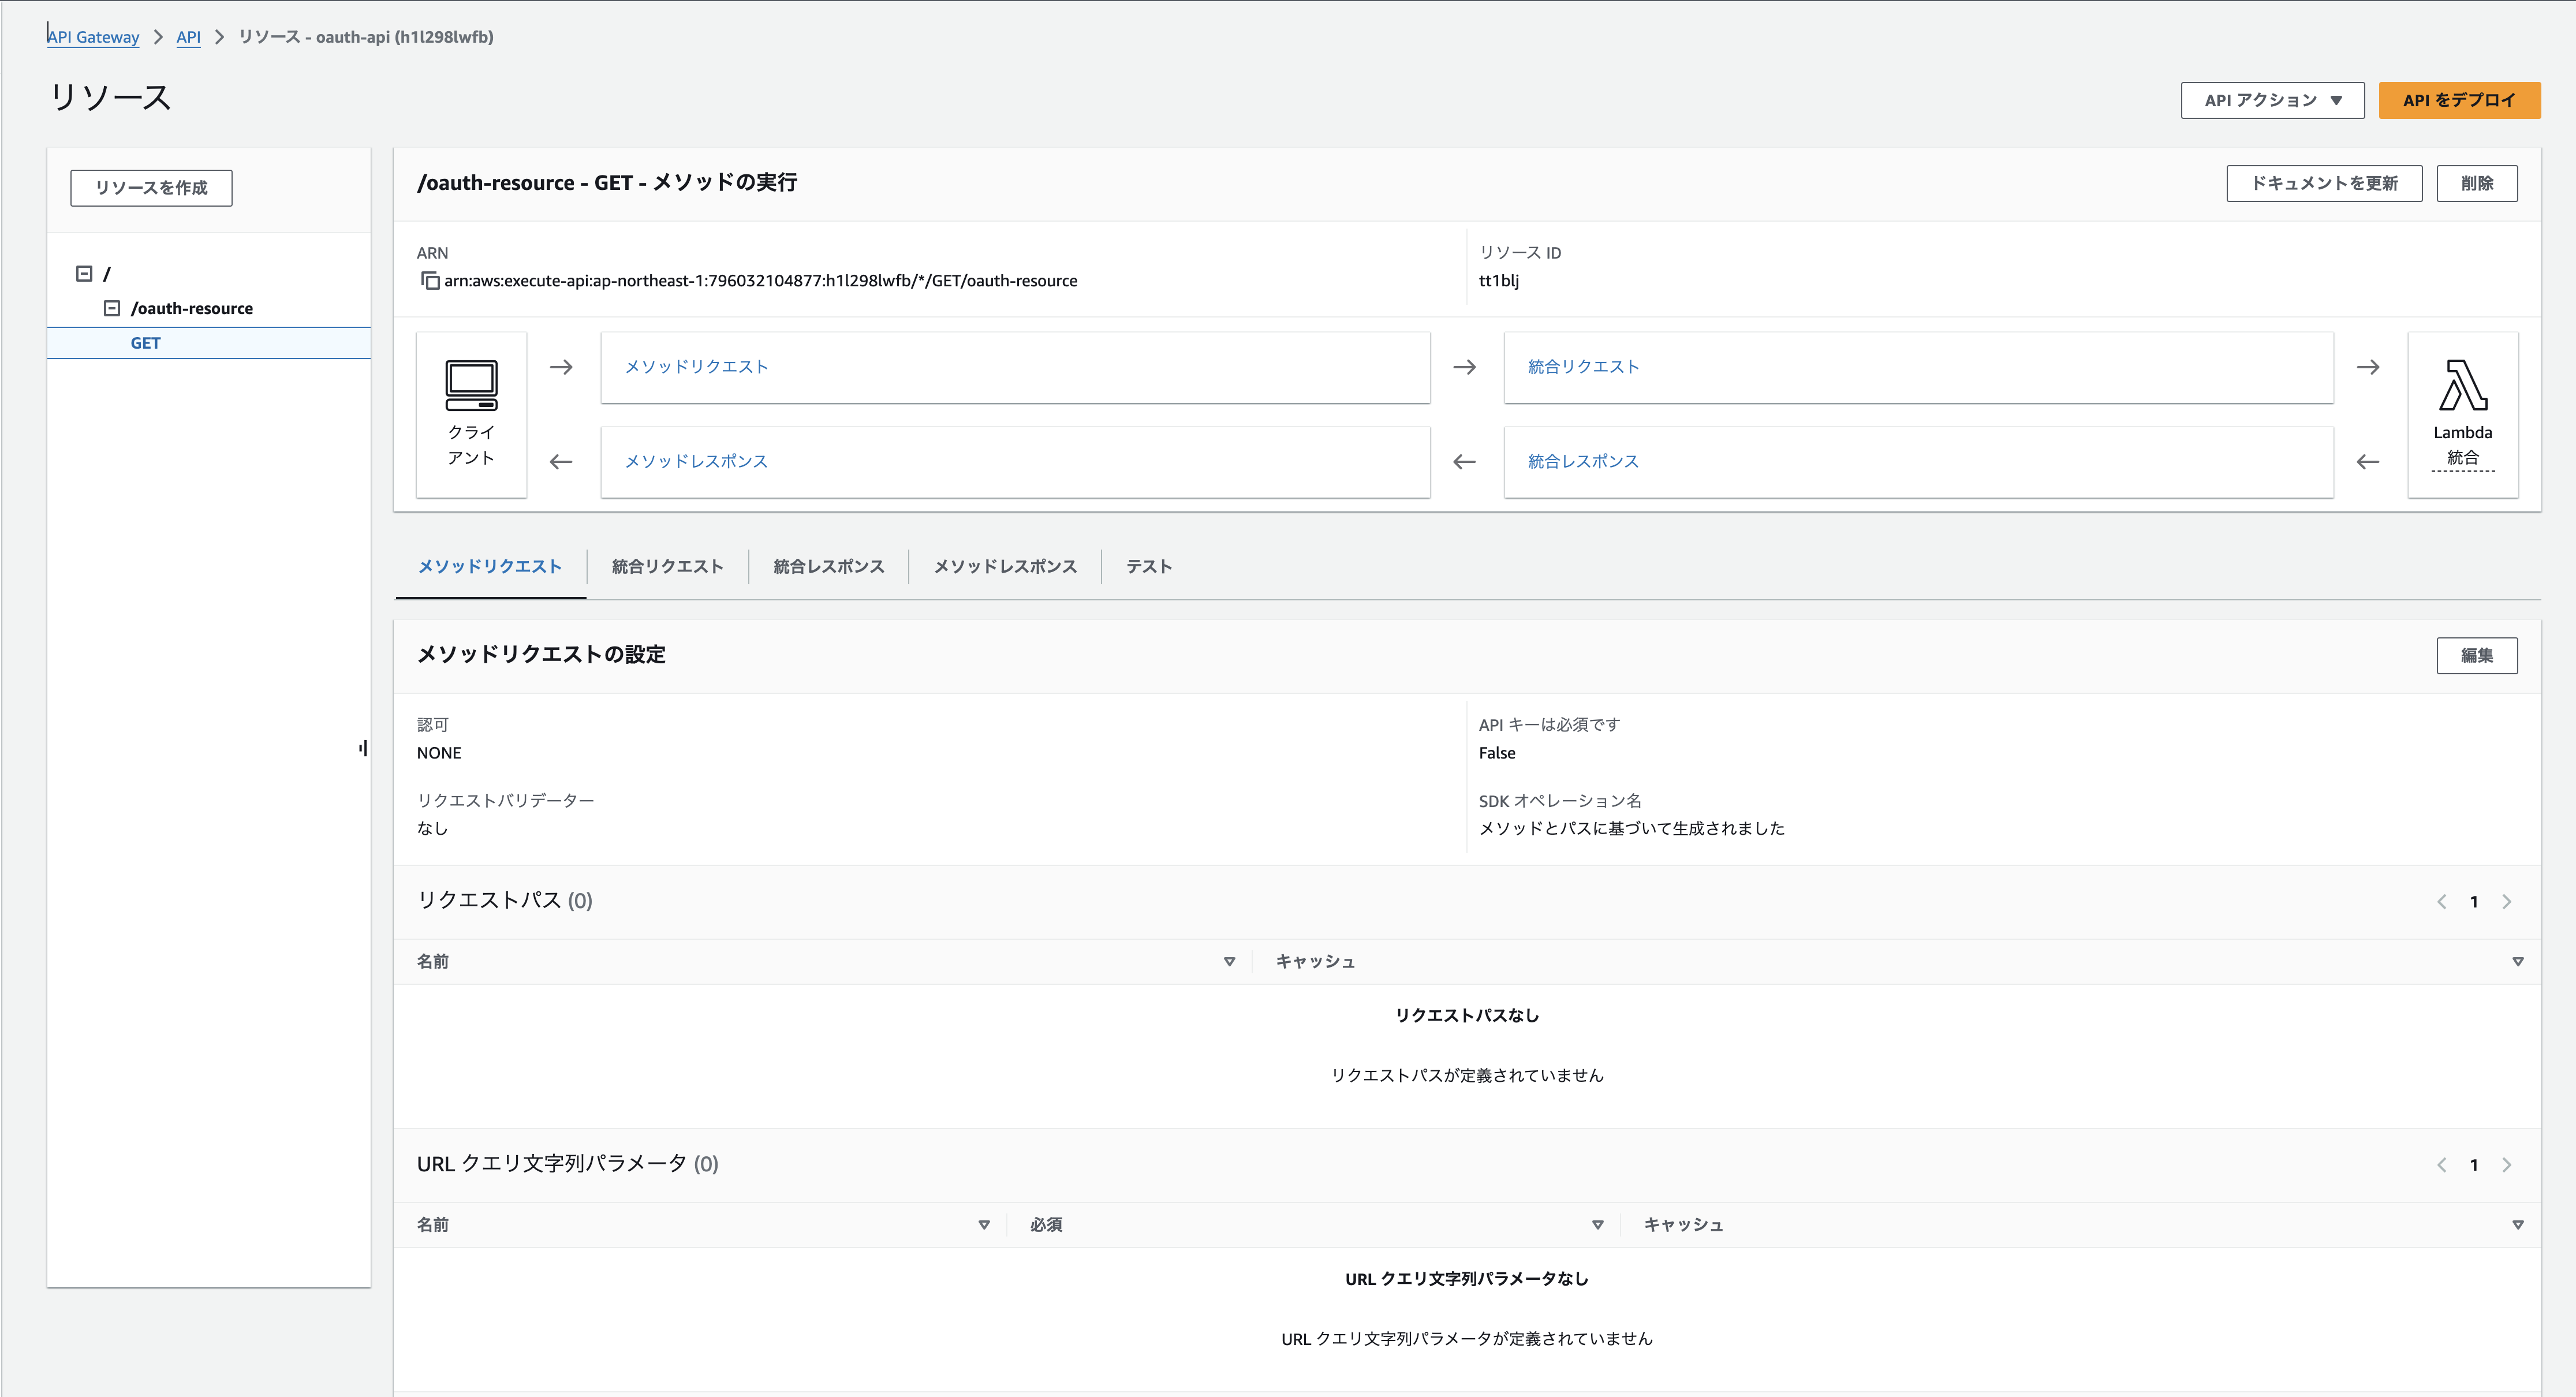 API Gateway > API > リソース - oauth-api (h1l298lwfb)
リソース
API アクション ▼
API をデプロイ
リソースを作成
/
/oauth-resource
GET
/oauth-resource - GET - メソッドの実行
ドキュメントを更新
削除
ARN
arn:aws:execute-api:ap-northeast-1:796032104877:h1l298lwfb/*/GET/oauth-resource
リソース ID
tt1blj
クライ
アント
メソッドリクエスト
統合リクエスト
メソッドレスポンス
統合レスポンス
Lambda
統合
メソッドリクエスト
統合リクエスト
統合レスポンス
メソッドレスポンス
テスト
メソッドリクエストの設定
編集
認可
NONE
API キーは必須です
False
リクエストバリデーター
なし
SDK オペレーション名
メソッドとパスに基づいて生成されました
リクエストパス (0)
1
名前
キャッシュ
リクエストパスなし
リクエストパスが定義されていません
URL クエリ文字列パラメータ (0)
1
名前
必須
キャッシュ
URL クエリ文字列パラメータなし
URL クエリ文字列パラメータが定義されていません